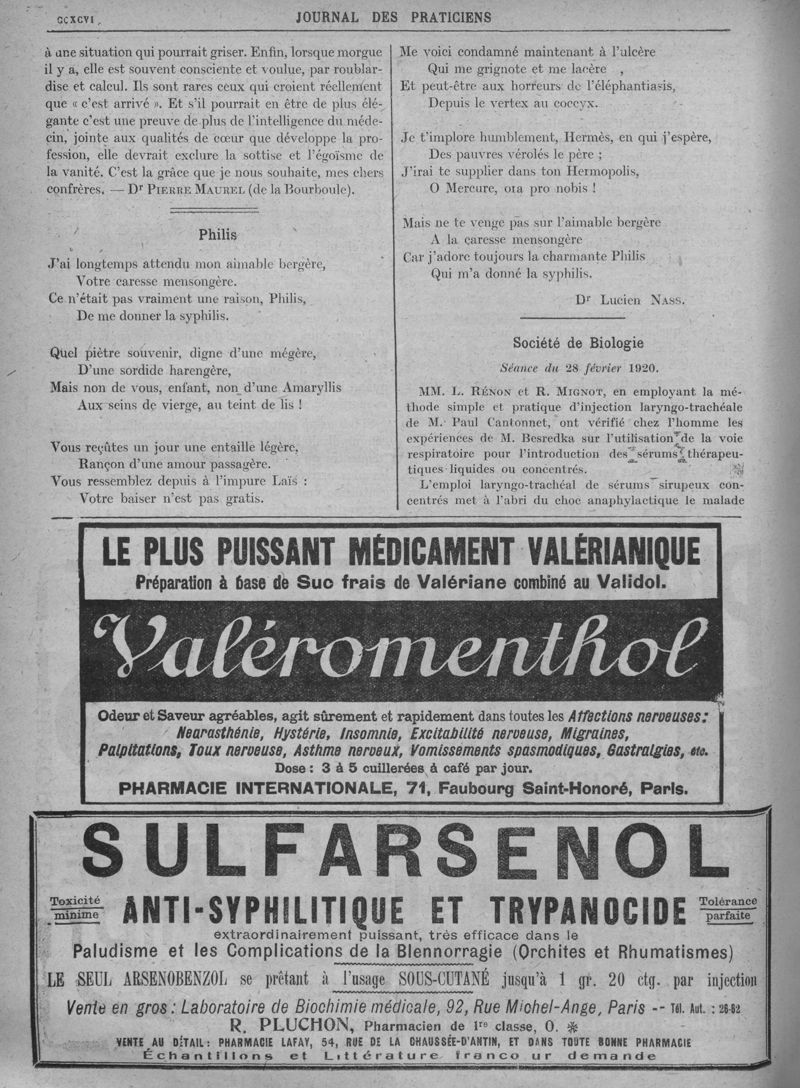 CCXCVI
JOURNAL DES PRATICIENS
à une situation qui pourrait griser. Enfin, lorsque morgue
il y a, elle est souvent consciente et voulue, par roublar-
dise et calcul. Ils sont rares ceux qui croient réellement
que « c'est arrivé ». Et s'il pourrait en être de plus élé-
gante c'est une preuve de plus de l'intelligence du méde-
cin, jointe aux qualités de cœur que développe la pro-
fession, elle devrait exclure la sottise et l'égoïsme de
la vanité. C'est la grâce que je nous souhaite, mes chers
confrères. — Dr PIERRE MAUREL (de la Bourboule).
Philis
J'ai longtemps attendu mon aimable bergère,
Votre caresse mensongère.
Ce n'était pas vraiment une raison, Philis,
De me donner la syphilis.
Quel piètre souvenir, digne d'une mégère,
D'une sordide harengère,
Mais non de vous, enfant, non d'une Amaryllis
Aux seins de vierge, au teint de lis !
Vous reçûtes un jour une entaille légère,
Rançon d'une amour passagère.
Vous ressemblez depuis à l'impure Laïs :
Votre baiser n'est pas gratis.
Me voici condamné maintenant à l'ulcère
Qui me grignote et me lacère ,
Et peut-être aux horreurs de l'éléphantiasis,
Depuis le vertex au coccyx.
Je t'implore humblement, Hermès, en qui j'espère,
Des pauvres vérolés le père ;
J'irai te supplier dans ton Hermopolis,
O Mercure, ora pro nobis !
Mais ne te venge pas sur l'aimable bergère
A la caresse mensongère
Car j'adore toujours la charmante Philis
Qui m'a donné la syphilis.
Dr Lucien NASS.
Société de Biologie
Séance du 28 février 1920.
MM. L. RÉNON et R. MIGNOT, en employant la mé-
thode simple et pratique d'injection laryngo-trachéale
de M. Paul Cantonnet, ont vérifié chez l'homme les
expériences de M. Besredka sur l'utilisation de la voie
respiratoire pour l'introduction des sérums thérapeu-
tiques liquides ou concentrés.
L'emploi laryngo-trachéal de sérums sirupeux con-
centrés met à l'abri du choc anaphylactique le malade
LE PLUS PUISSANT MÉDICAMENT VALÉRIANIQUE
Préparation à base de Suc frais de Valériane combiné au Validol.
Valéromenthol
Odeur et Saveur agréables, agit sûrement et rapidement dans toutes les Affections nerveuses:
Nearasthénie, Hystérie, Insomnie, Excitabilité nerveuse, Migraines,
Palpitations, Toux nerveuse, Asthme nerveux, Vomissements spasmodiques, Gastralgies, etc.
Dose : 3 à 5 cuillerées à café par jour.
PHARMACIE INTERNATIONALE, 71, Faubourg Saint-Honoré, Paris.
SULFARSENOL
Toxicité
minime
ANTI-SYPHILITIQUE ET TRYPANOCIDE
Tolérance
parfaite
extraordinairement puissant, très efficace dans le
Paludisme et les Complications de la Blennorragie (Orchites et Rhumatismes)
LE SEUL ARSENOBENZOL se prêtant à l'usage SOUS-CUTANÉ jusqu'à 1 gr. 20 ctg. par injection
Vente en gros : Laboratoire de Biochimie médicale, 92, Rue Michel-Ange, Paris -- Tél. Aut. : 26-62
R. PLUCHON, Pharmacien de 1re classe, O. ✻
VENTE AU DÉTAIL: PHARMACIE LAFAY, 54, RUE DE LA CHAUSSÉE-D'ANTIN, ET DANS TOUTE BONNE PHARMACIE
Échantillons et Littérature franco ur demande